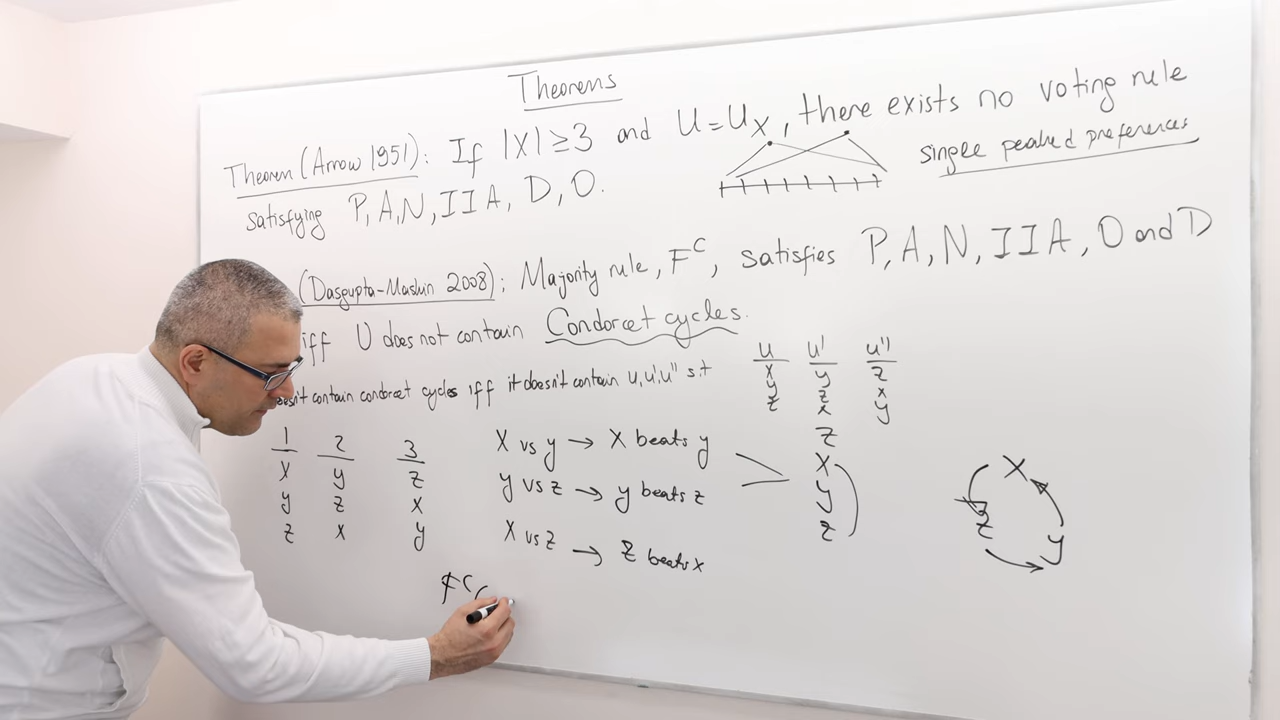 Theorems
Theorem (Arrow 1951): If |X| ≥ 3 and U = U_X, there exists no voting rule
satisfying P, A, N, IIA, D, O.
single peaked preferences
(Dasgupta-Maskin 2008): Majority rule, F^C, satisfies P, A, N, IIA, O and D
iff U does not contain Condorcet cycles.
doesn't contain condorcet cycles iff it doesn't contain u, u', u'' s.t
u u' u''
x y z
y z x
z x y
1 2 3
x y z
y z x
z x y
X vs y → X beats y
y vs z → y beats z
X vs z → Z beats x
z
x
y
z
X
z
y
F^C (